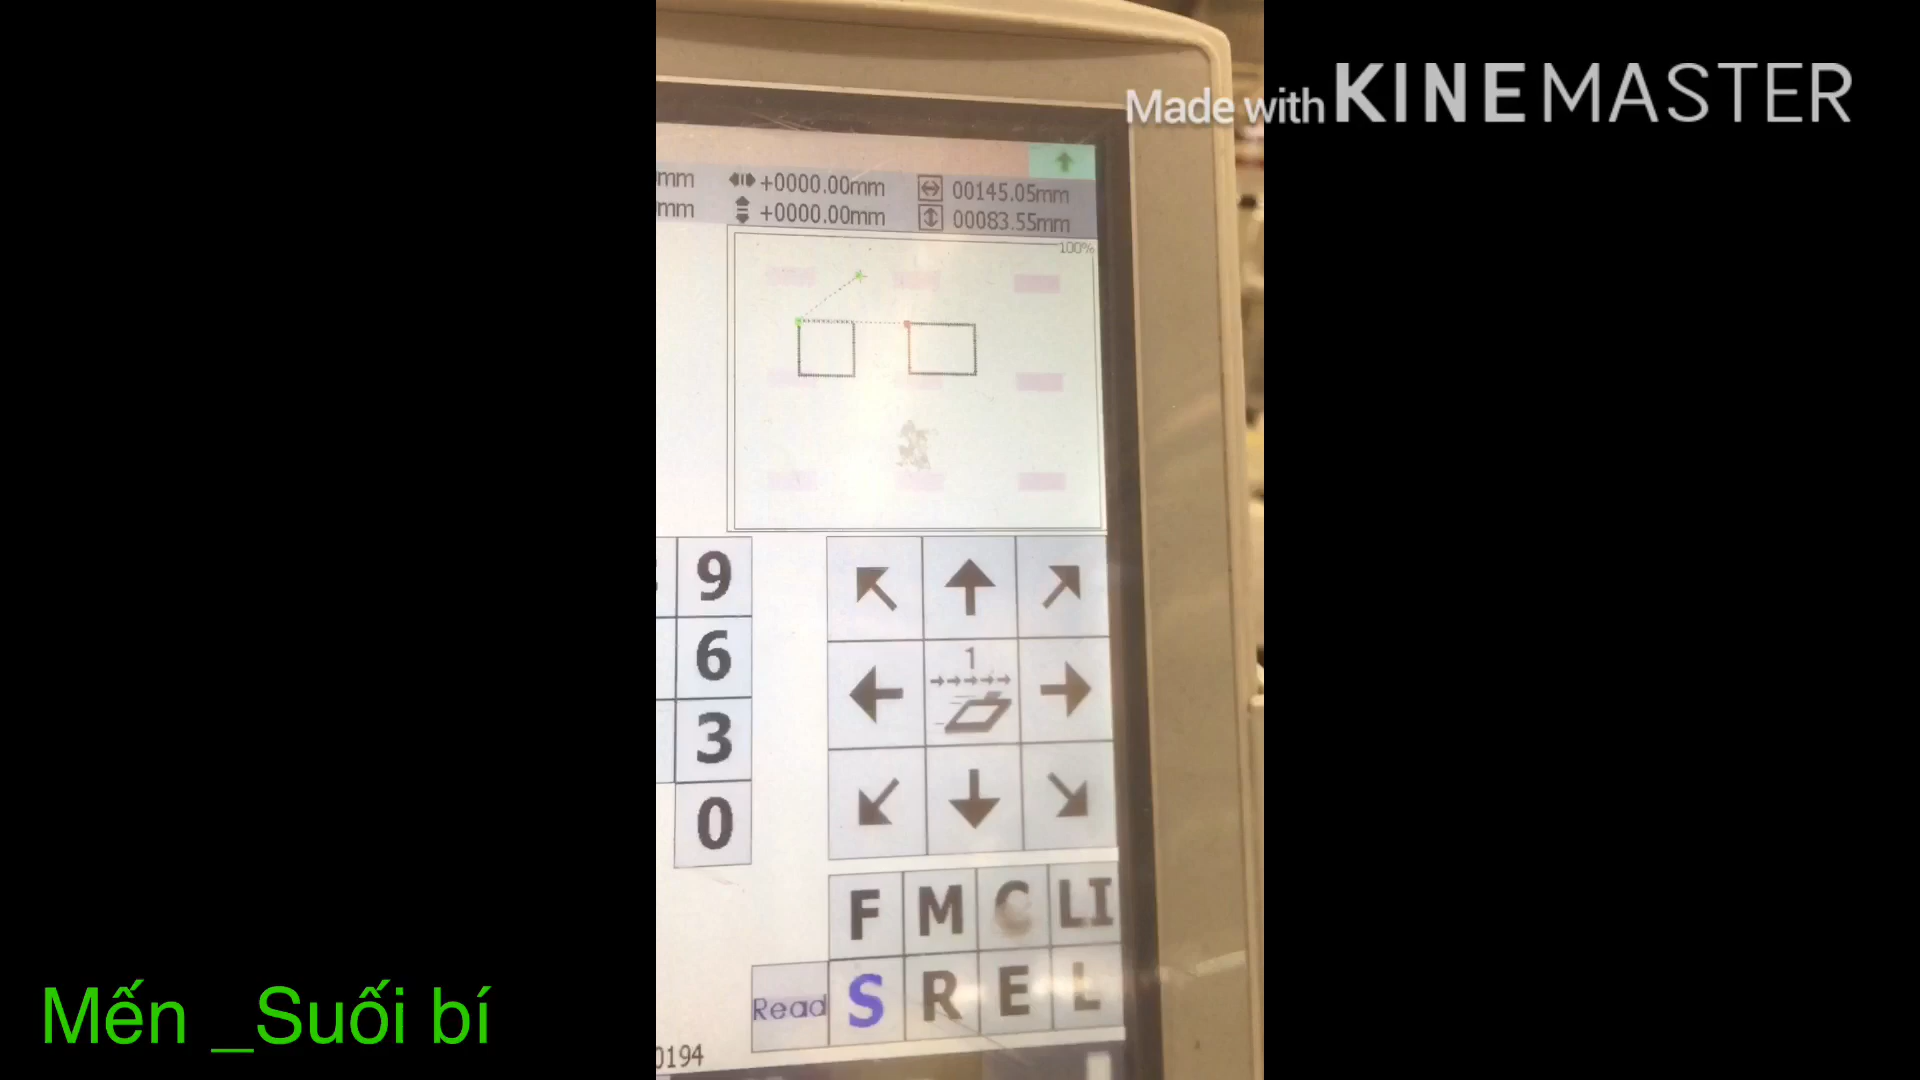 Made with KINEMASTER
mm +0000.00mm 00145.05mm
mm +0000.00mm 00083.55mm
100%
9
6
1
3
0
F M C LI
Read S R E L
0194
Mến _Suối bí